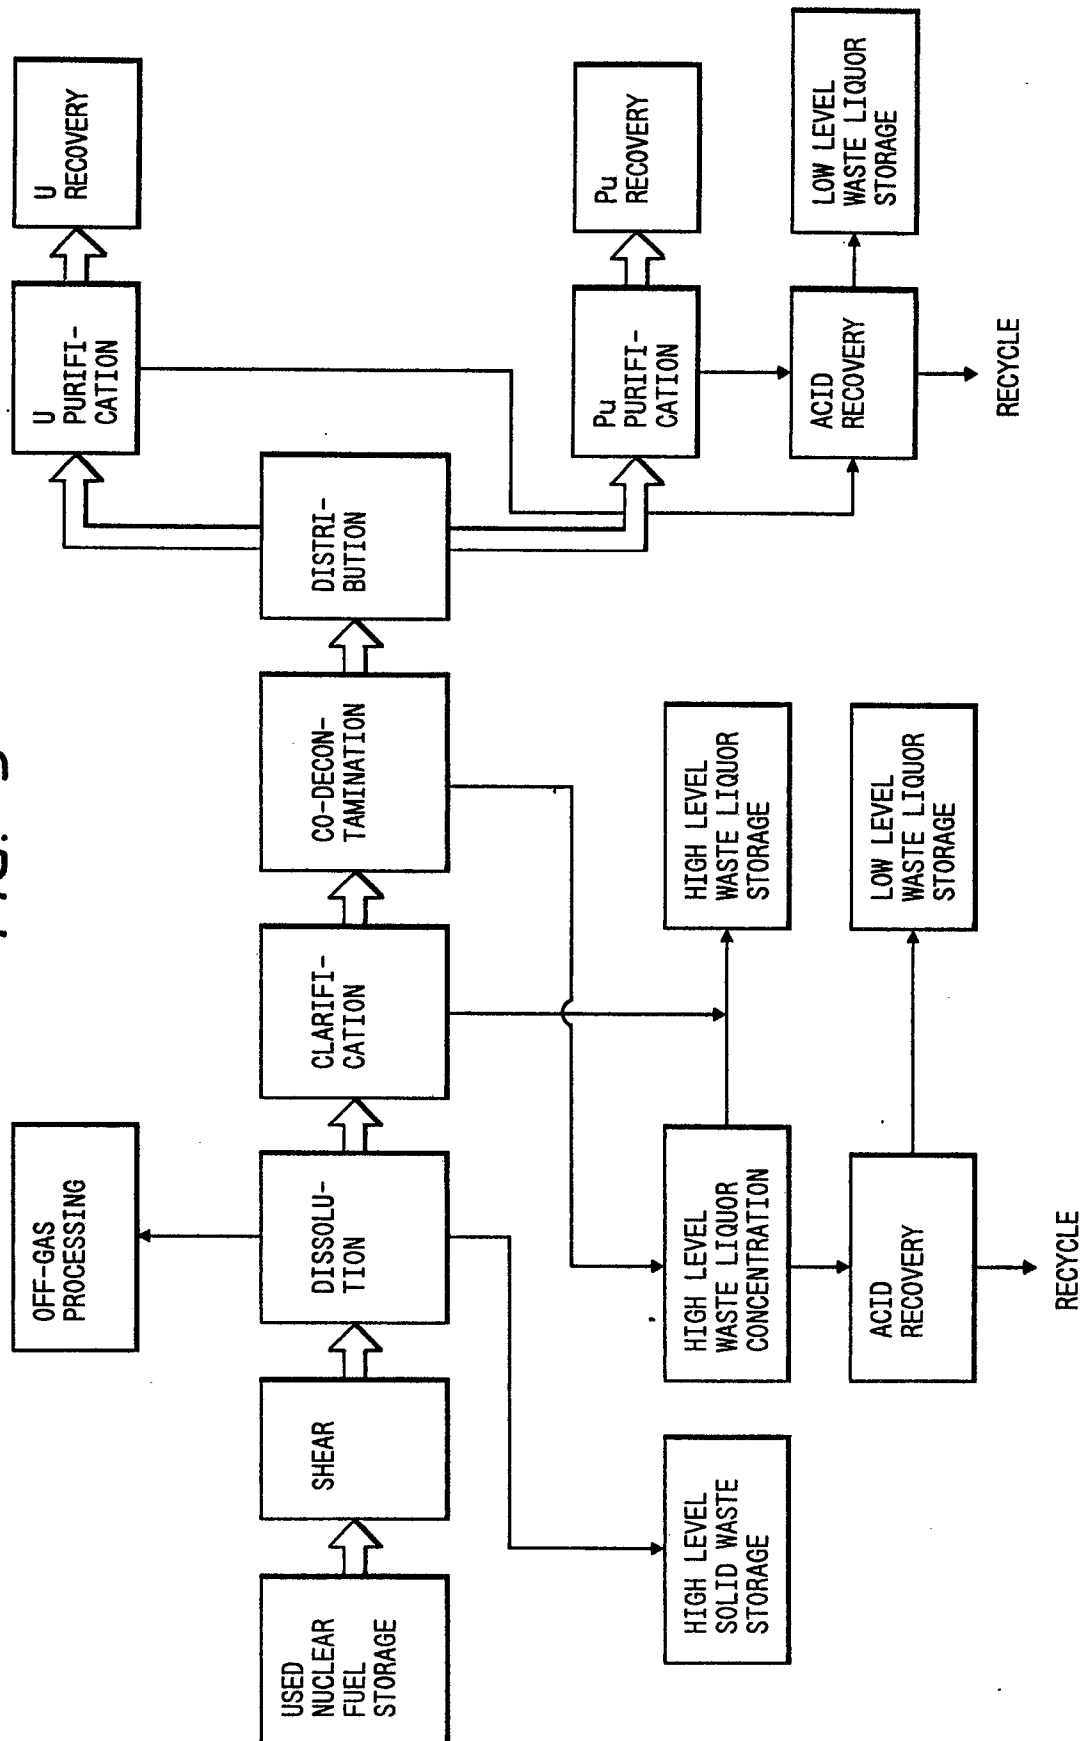 FIG. 3
OFF-GAS
PROCESSING
U
PURIFI-
CATION
U
RECOVERY
USED
NUCLEAR
FUEL
STORAGE
SHEAR
DISSOLU-
TION
CLARIFI-
CATION
CO-DECON-
TAMINATION
DISTRI-
BUTION
Pu
PURIFI-
CATION
Pu
RECOVERY
HIGH LEVEL
SOLID WASTE
STORAGE
HIGH LEVEL
WASTE LIQUOR
CONCENTRATION
HIGH LEVEL
WASTE LIQUOR
STORAGE
ACID
RECOVERY
LOW LEVEL
WASTE LIQUOR
STORAGE
ACID
RECOVERY
LOW LEVEL
WASTE LIQUOR
STORAGE
RECYCLE
RECYCLE